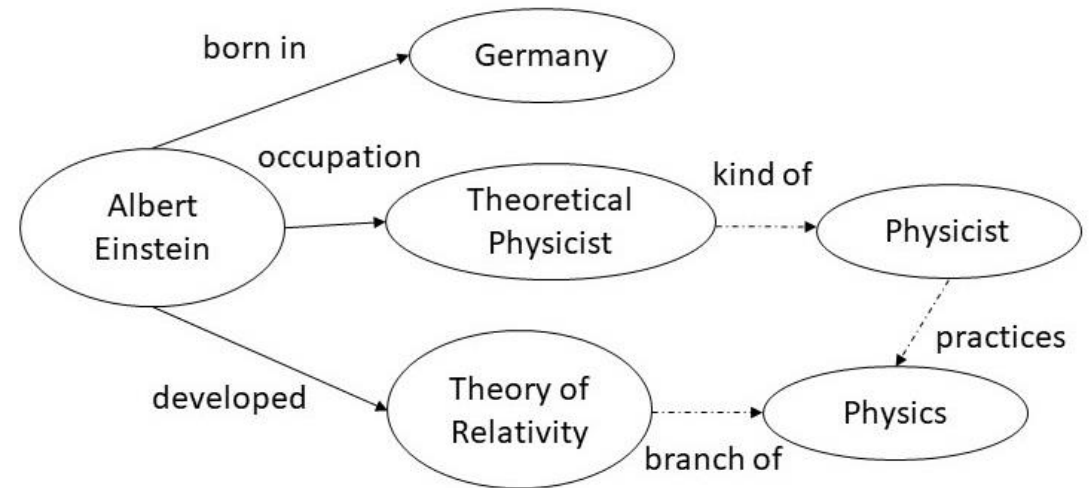 born in
Germany
occupation
Albert
Einstein
Theoretical
Physicist
kind of
Physicist
practices
developed
Theory of
Relativity
branch of
Physics